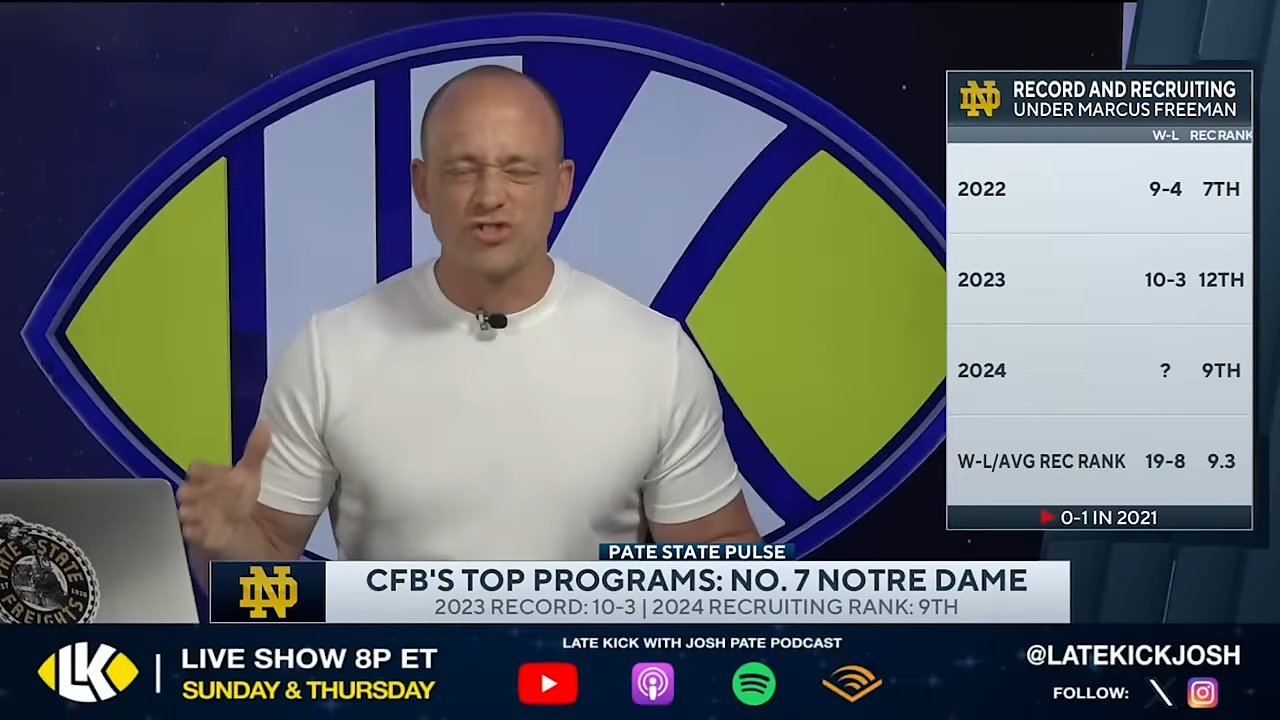 RECORD AND RECRUITING
UNDER MARCUS FREEMAN
W-L REC RANK
2022 9-4 7TH
2023 10-3 12TH
2024 ? 9TH
W-L/AVG REC RANK 19-8 9.3
0-1 IN 2021
STATE
FREIGHTS
PATE STATE PULSE
CFB'S TOP PROGRAMS: NO. 7 NOTRE DAME
2023 RECORD: 10-3 | 2024 RECRUITING RANK: 9TH
LATE KICK WITH JOSH PATE PODCAST
LK
LIVE SHOW 8P ET
SUNDAY & THURSDAY
@LATEKICKJOSH
FOLLOW: